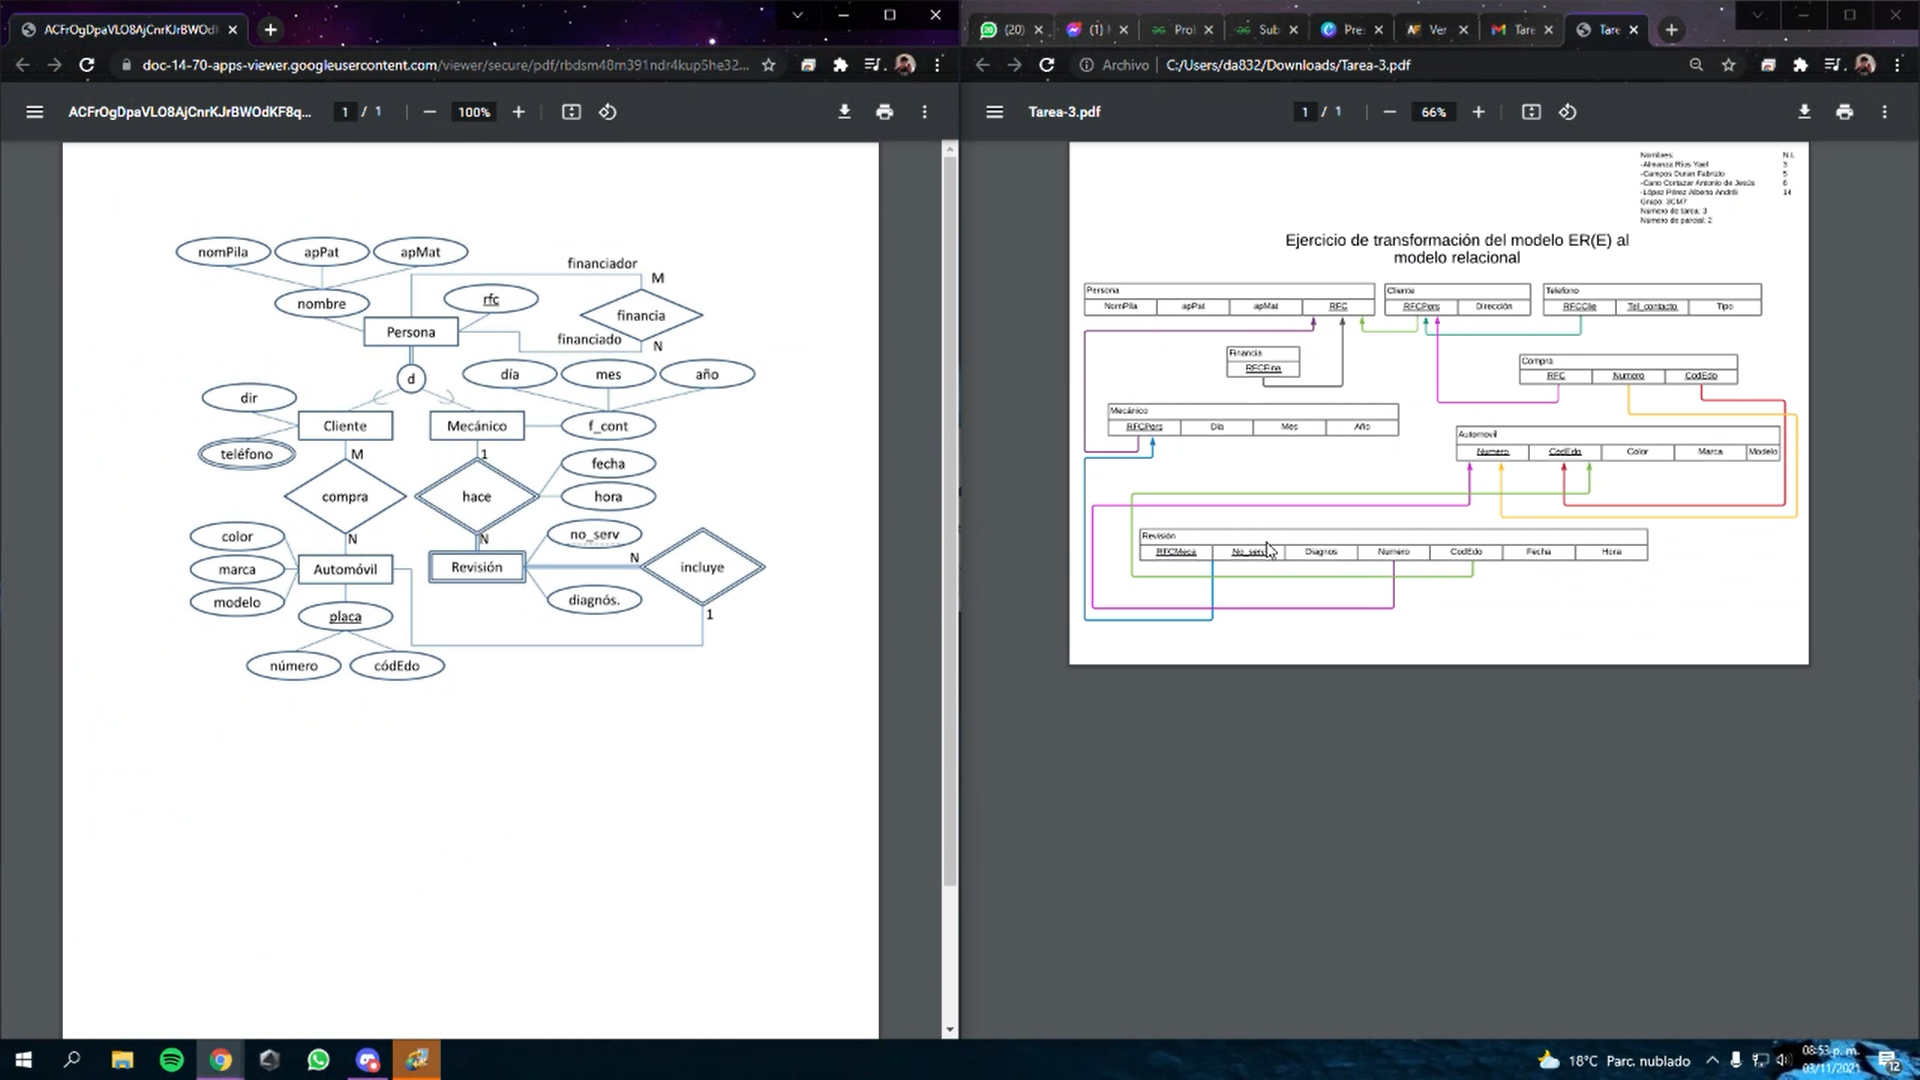 ACFrOgDpaVLO8AjCnrKJrBWOdI
doc-14-70-apps-viewer.googleusercontent.com/viewer/secure/pdf/rbdsm48m391ndr4kup5he32...
ACFrOgDpaVLO8AjCnrKJrBWOdKF8q...
1 / 1
100%
nomPila
apPat
apMat
nombre
rfc
financiador
M
financia
Persona
financiado
N
d
día
mes
año
dir
Cliente
Mecánico
f_cont
teléfono
M
1
fecha
compra
hace
hora
color
N
N
no_serv
marca
Automóvil
Revisión
N
incluye
modelo
diagnós.
placa
1
número
códEdo
(20)
(1)
Prol
Sub
Pre:
Ver
Tare
Tare
Archivo
C:/Users/da832/Downloads/Tarea-3.pdf
Tarea-3.pdf
1 / 1
66%
Nombres: N.L
-Almanza Ríos Yael 3
-Campos Duran Fabrizio 5
-Cano Cortazar Antonio de Jesús 6
-López Pérez Alberto Andréi 14
Grupo: 3CM7
Número de tarea: 3
Número de parcial: 2
Ejercicio de transformación del modelo ER(E) al
modelo relacional
Persona
NomPila apPat apMat RFC
Cliente
RFCPers Dirección
Telefono
RFCClie Tel_contacto Tipo
Financia
RFCFina
Compra
RFC Numero CodEdo
Mecánico
RFCPers Dia Mes Año
Automovil
Numero CodEdo Color Marca Modelo
Revisión
RFCMeca No_serv Diagnos Numero CodEdo Fecha Hora
18°C Parc. nublado
08:53 p. m.
03/11/2021
12